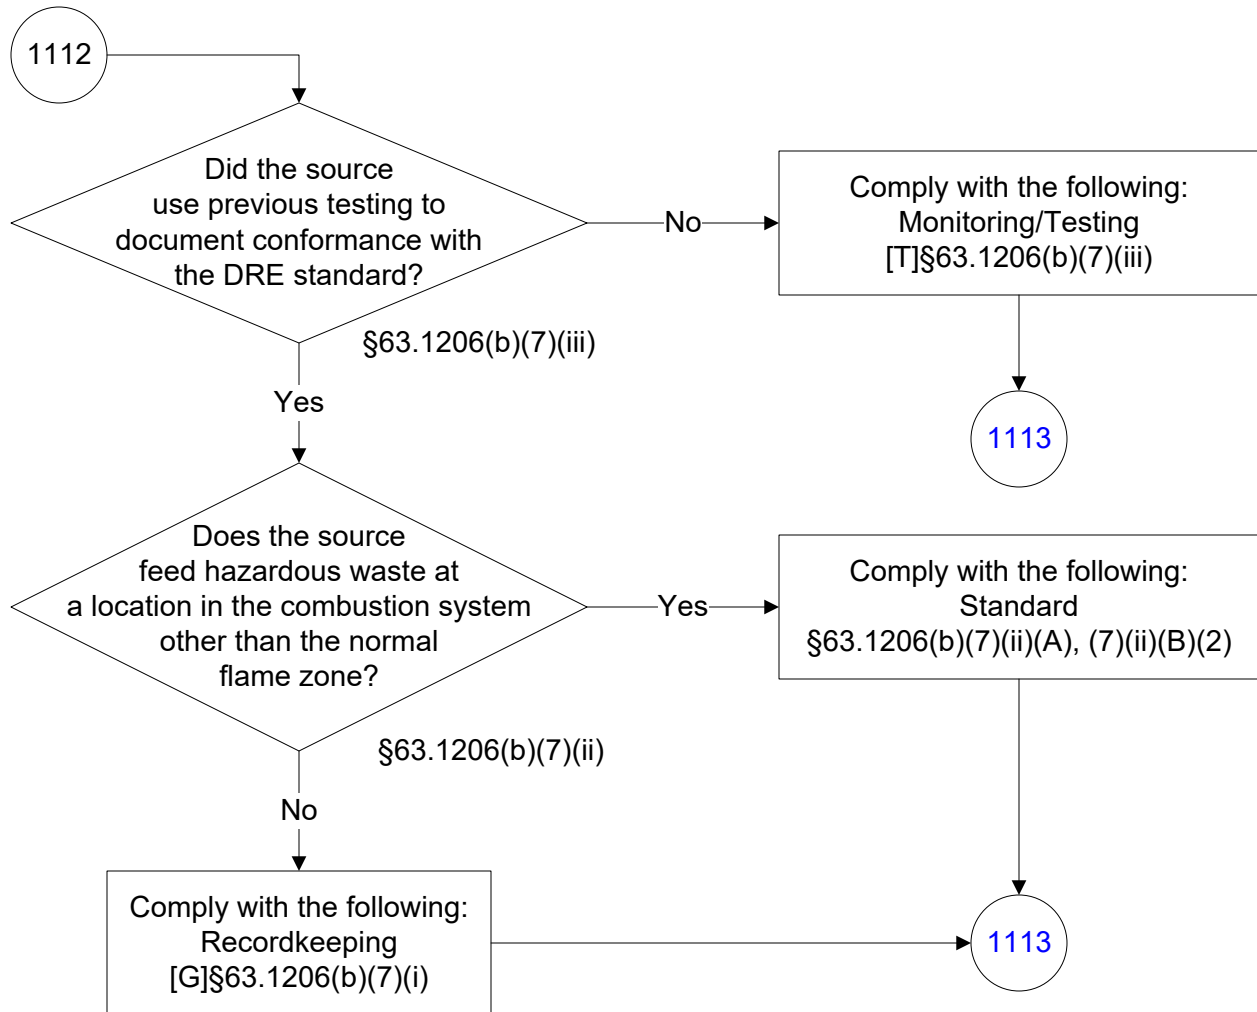 1112
Did the source
use previous testing to
document conformance with
the DRE standard?
§63.1206(b)(7)(iii)
No
Comply with the following:
Monitoring/Testing
[T]§63.1206(b)(7)(iii)
1113
Yes
Does the source
feed hazardous waste at
a location in the combustion system
other than the normal
flame zone?
§63.1206(b)(7)(ii)
Yes
Comply with the following:
Standard
§63.1206(b)(7)(ii)(A), (7)(ii)(B)(2)
No
Comply with the following:
Recordkeeping
[G]§63.1206(b)(7)(i)
1113